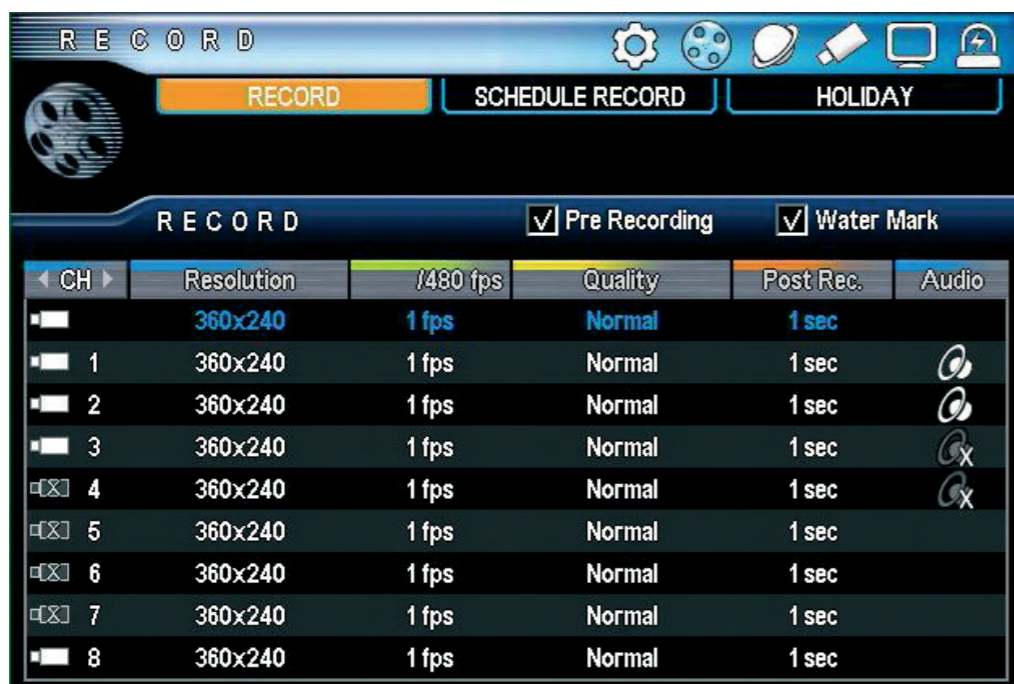 RECORD
RECORD SCHEDULE RECORD HOLIDAY
RECORD Pre Recording Water Mark
CH Resolution /480 fps Quality Post Rec. Audio
360x240 1 fps Normal 1 sec
1 360x240 1 fps Normal 1 sec
2 360x240 1 fps Normal 1 sec
3 360x240 1 fps Normal 1 sec
4 360x240 1 fps Normal 1 sec
5 360x240 1 fps Normal 1 sec
6 360x240 1 fps Normal 1 sec
7 360x240 1 fps Normal 1 sec
8 360x240 1 fps Normal 1 sec